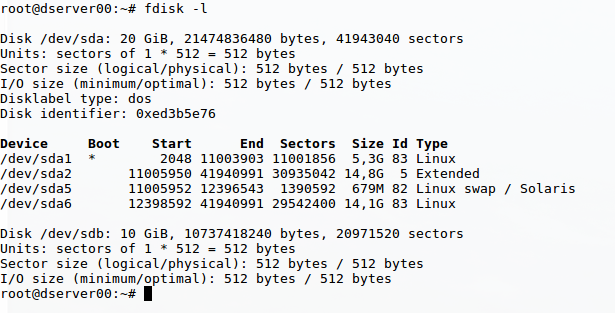 root@dserver00:~# fdisk -l

Disk /dev/sda: 20 GiB, 21474836480 bytes, 41943040 sectors
Units: sectors of 1 * 512 = 512 bytes
Sector size (logical/physical): 512 bytes / 512 bytes
I/O size (minimum/optimal): 512 bytes / 512 bytes
Disklabel type: dos
Disk identifier: 0xed3b5e76

Device     Boot    Start      End  Sectors  Size Id Type
/dev/sda1  *        2048 11003903 11001856  5,3G 83 Linux
/dev/sda2       11005950 41940991 30935042 14,8G  5 Extended
/dev/sda5       11005952 12396543  1390592  679M 82 Linux swap / Solaris
/dev/sda6       12398592 41940991 29542400 14,1G 83 Linux

Disk /dev/sdb: 10 GiB, 10737418240 bytes, 20971520 sectors
Units: sectors of 1 * 512 = 512 bytes
Sector size (logical/physical): 512 bytes / 512 bytes
I/O size (minimum/optimal): 512 bytes / 512 bytes
root@dserver00:~#